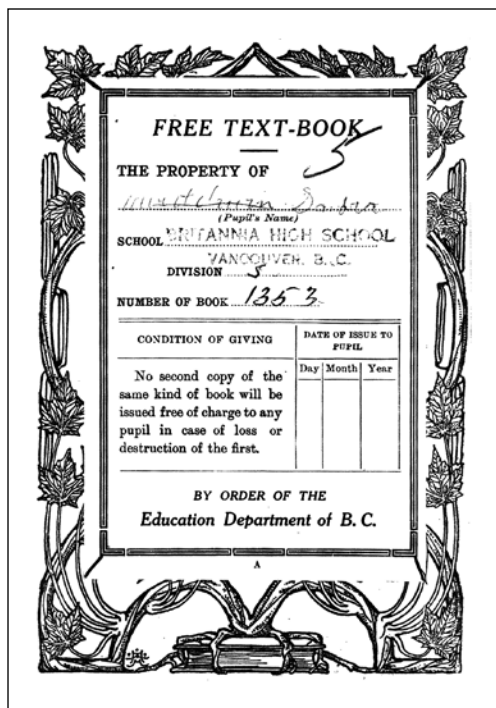 FREE TEXT-BOOK
5
THE PROPERTY OF
(Pupil's Name)
SCHOOL BRITANNIA HIGH SCHOOL
VANCOUVER, B. C.
DIVISION 5
NUMBER OF BOOK 1353
CONDITION OF GIVING
DATE OF ISSUE TO
PUPIL
Day Month Year
No second copy of the
same kind of book will be
issued free of charge to any
pupil in case of loss or
destruction of the first.
BY ORDER OF THE
Education Department of B. C.
A